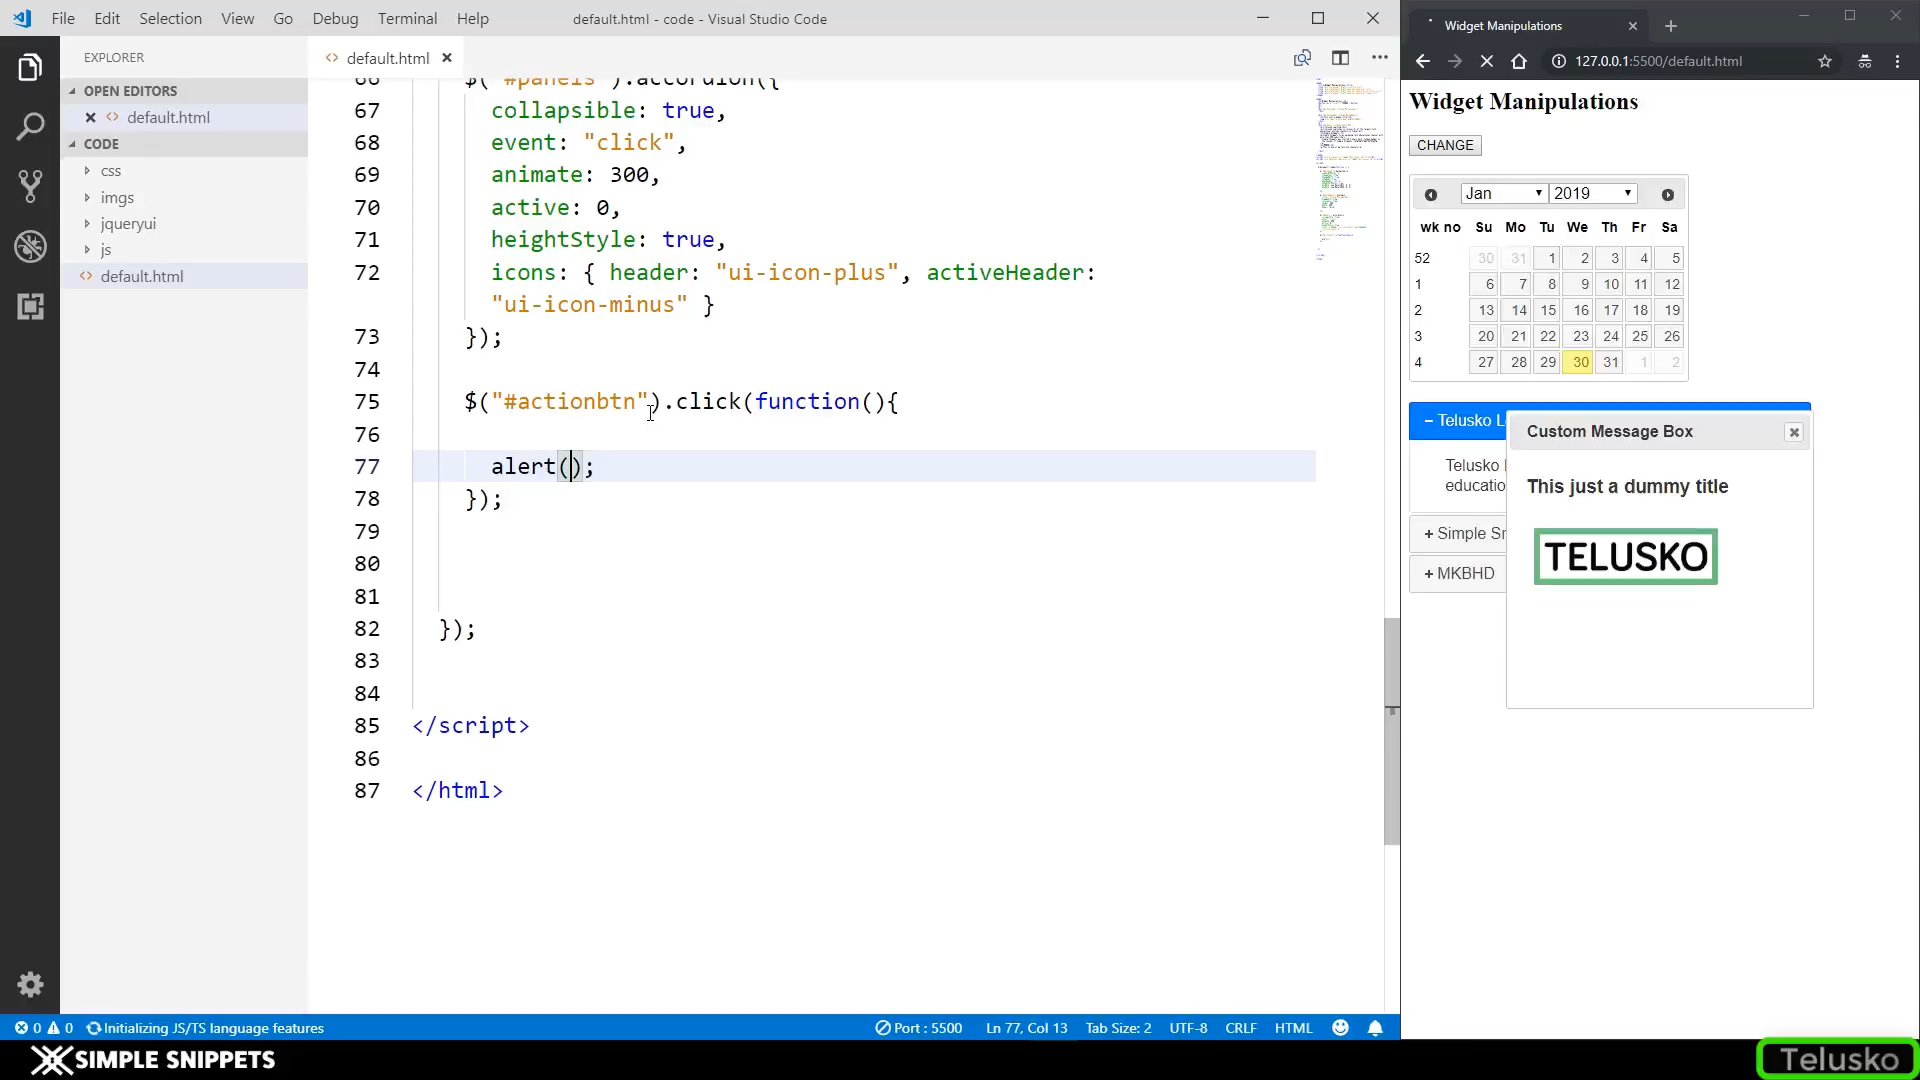 File Edit Selection View Go Debug Terminal Help
default.html - code - Visual Studio Code
EXPLORER
OPEN EDITORS
default.html
CODE
css
imgs
jqueryui
js
default.html
default.html
66 $("#panels").accordion({
67 collapsible: true,
68 event: "click",
69 animate: 300,
70 active: 0,
71 heightStyle: true,
72 icons: { header: "ui-icon-plus", activeHeader:
"ui-icon-minus" }
73 });
74
75 $("#actionbtn").click(function(){
76
77 alert();
78 });
79
80
81
82 });
83
84
85 </script>
86
87 </html>
0 0 Initializing JS/TS language features
Port : 5500 Ln 77, Col 13 Tab Size: 2 UTF-8 CRLF HTML
Widget Manipulations
127.0.0.1:5500/default.html
Widget Manipulations
CHANGE
Jan 2019
wk no Su Mo Tu We Th Fr Sa
52 30 31 1 2 3 4 5
1 6 7 8 9 10 11 12
2 13 14 15 16 17 18 19
3 20 21 22 23 24 25 26
4 27 28 29 30 31 1 2
Telusko L
Telusko
educatio
Simple Sn
MKBHD
Custom Message Box
This just a dummy title
TELUSKO
SIMPLE SNIPPETS
Telusko